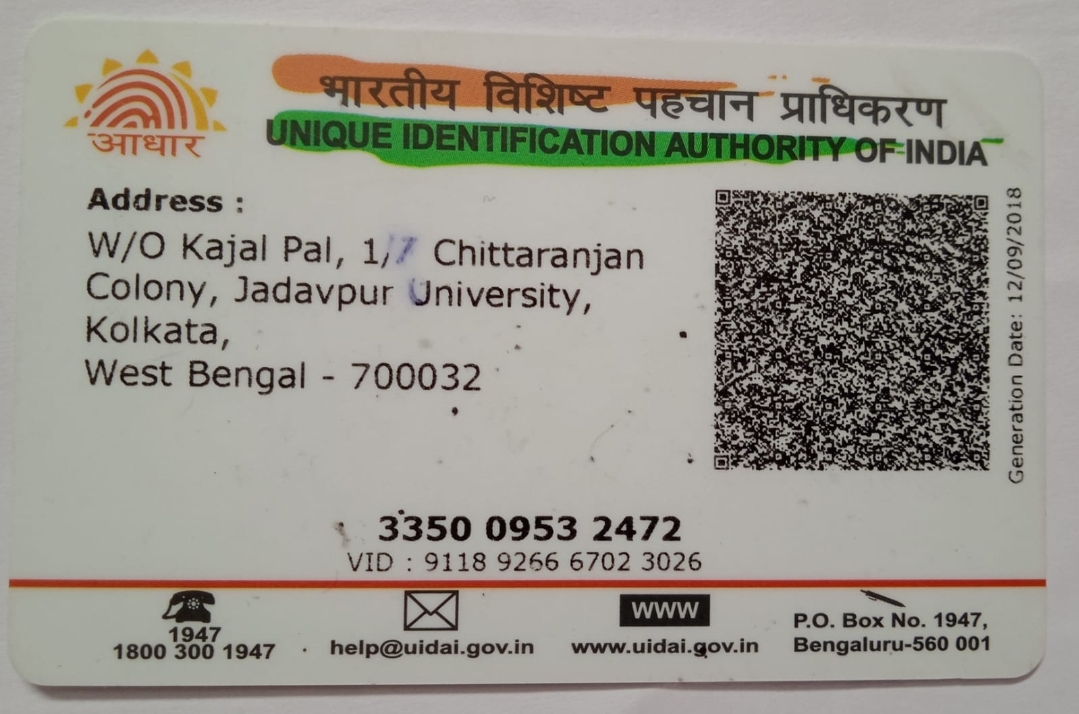 भारतीय विशिष्ट पहचान प्राधिकरण
UNIQUE IDENTIFICATION AUTHORITY OF INDIA
आधार
Address :
W/O Kajal Pal, 1/7 Chittaranjan
Colony, Jadavpur University,
Kolkata,
West Bengal - 700032
Generation Date: 12/09/2018
3350 0953 2472
VID : 9118 9266 6702 3026
1947
1800 300 1947
help@uidai.gov.in
WWW
www.uidai.gov.in
P.O. Box No. 1947,
Bengaluru-560 001